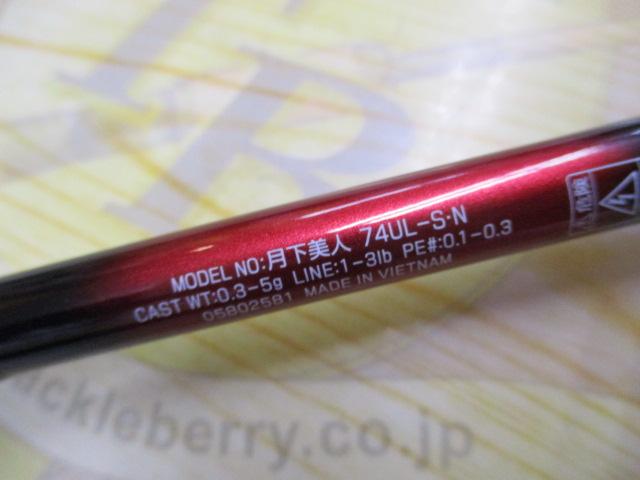 MODEL NO:月下美人 74UL-S·N
CAST WT:0.3-5g LINE:1-3lb PE#:0.1-0.3
05802581 MADE IN VIETNAM
ackleberry.co.jp